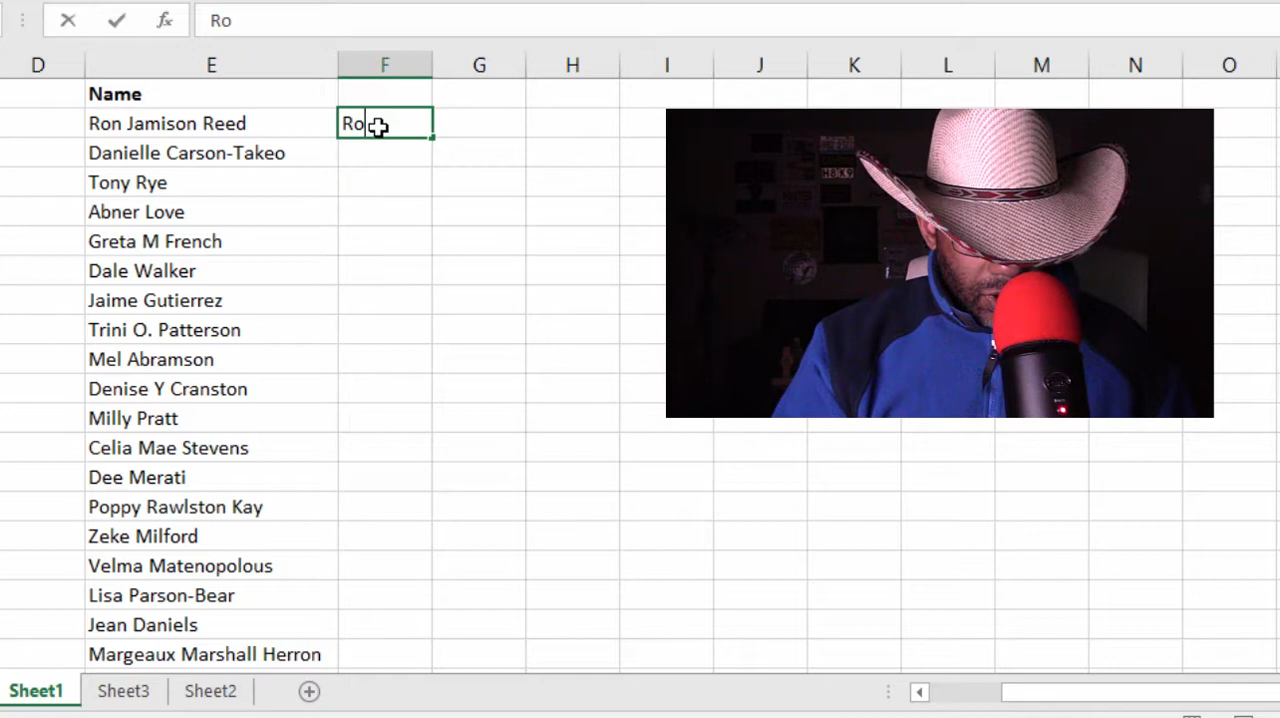 fx Ro
D E F G H I J K L M N O
Name
Ron Jamison Reed Ro
Danielle Carson-Takeo
Tony Rye
Abner Love
Greta M French
Dale Walker
Jaime Gutierrez
Trini O. Patterson
Mel Abramson
Denise Y Cranston
Milly Pratt
Celia Mae Stevens
Dee Merati
Poppy Rawlston Kay
Zeke Milford
Velma Matenopolous
Lisa Parson-Bear
Jean Daniels
Margeaux Marshall Herron
Sheet1 Sheet3 Sheet2